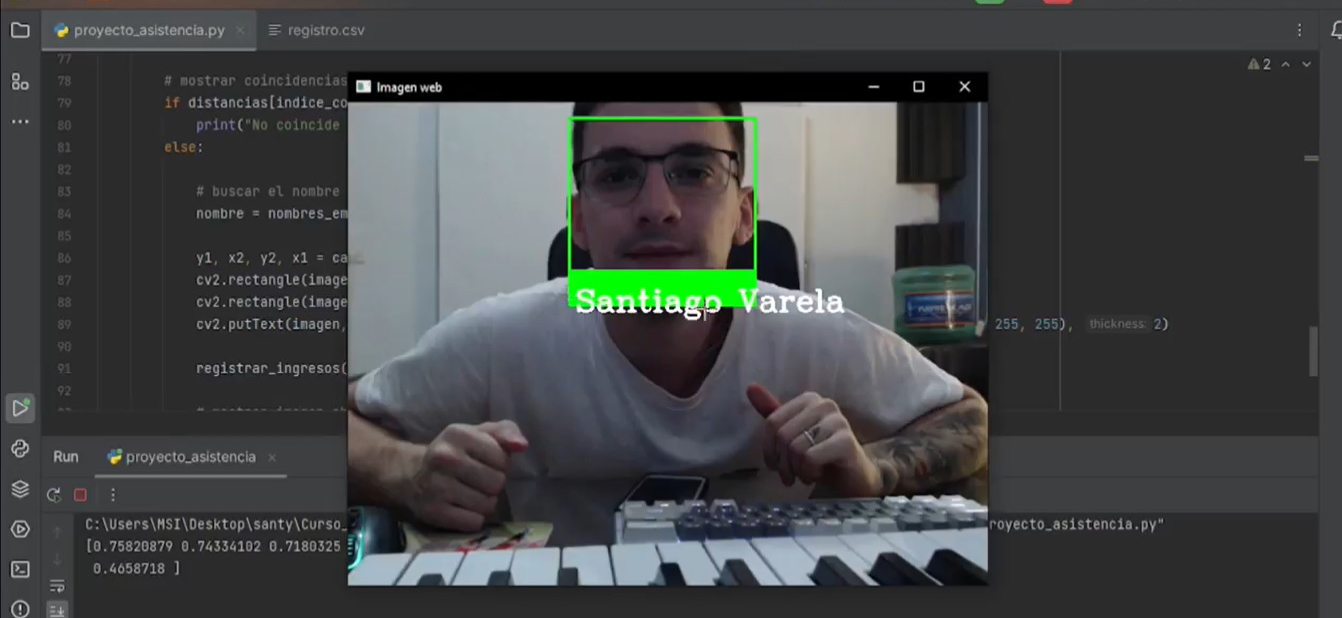 proyecto_asistencia.py
registro.csv
77
78 # mostrar coincidencias
2
79 if distancias[indice_co
80 print("No coincide
81 else:
82
83 # buscar el nombre
84 nombre = nombres_em
85
86 y1, x2, y2, x1 = ca
87 cv2.rectangle(image
88 cv2.rectangle(image
89 cv2.putText(imagen, 255, 255), thickness: 2)
90
91 registrar_ingresos(
92
Imagen web
Santiago Varela
Run
proyecto_asistencia
C:\Users\MSI\Desktop\santy\Curso_ royecto_asistencia.py"
[0.75820879 0.74334102 0.7180325
0.4658718 ]